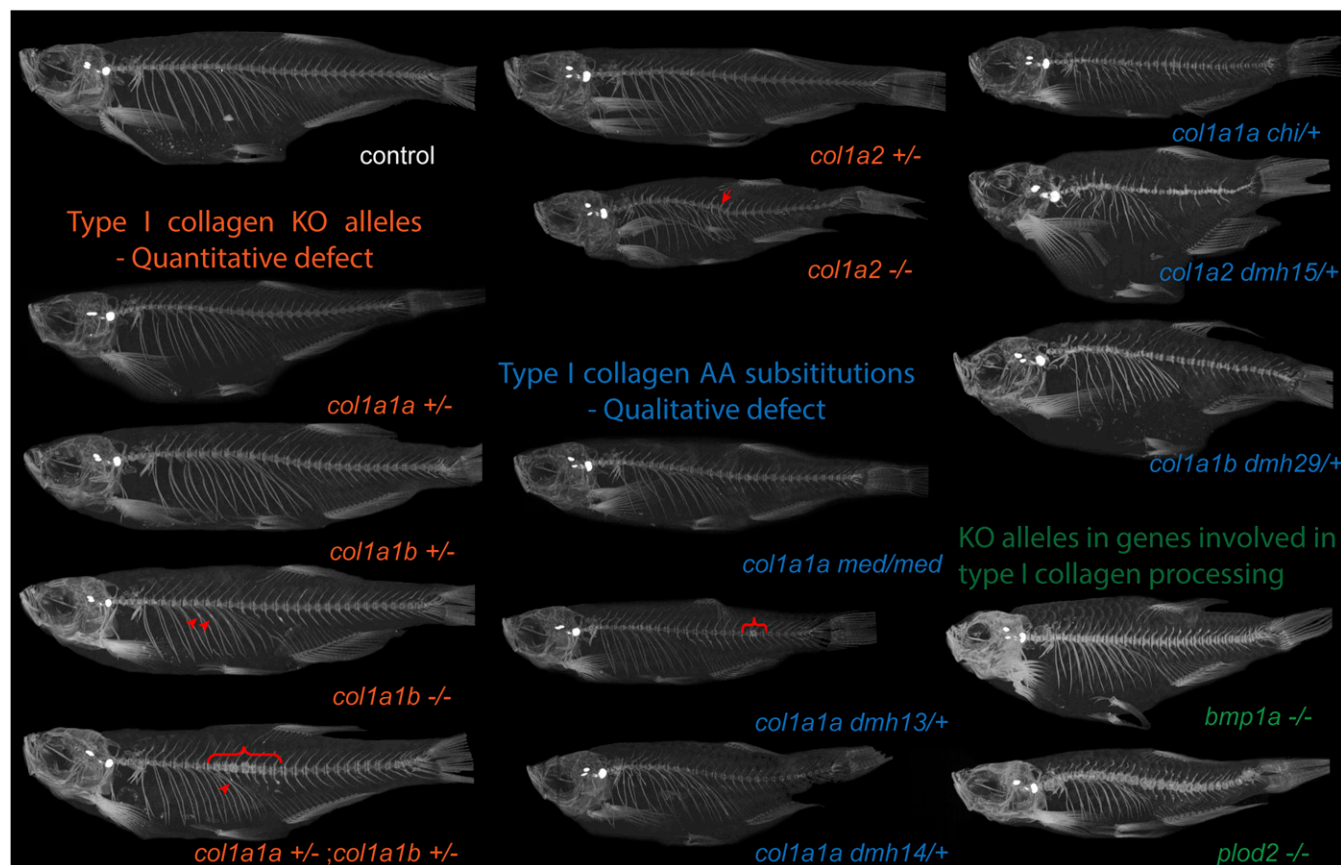 control
Type I collagen KO alleles
- Quantitative defect
col1a1a +/-
col1a1b +/-
col1a1b -/-
col1a1a +/- ;col1a1b +/-
col1a2 +/-
col1a2 -/-
Type I collagen AA subsititutions
- Qualitative defect
col1a1a med/med
col1a1a dmh13/+
col1a1a dmh14/+
col1a1a chi/+
col1a2 dmh15/+
col1a1b dmh29/+
KO alleles in genes involved in
type I collagen processing
bmp1a -/-
plod2 -/-